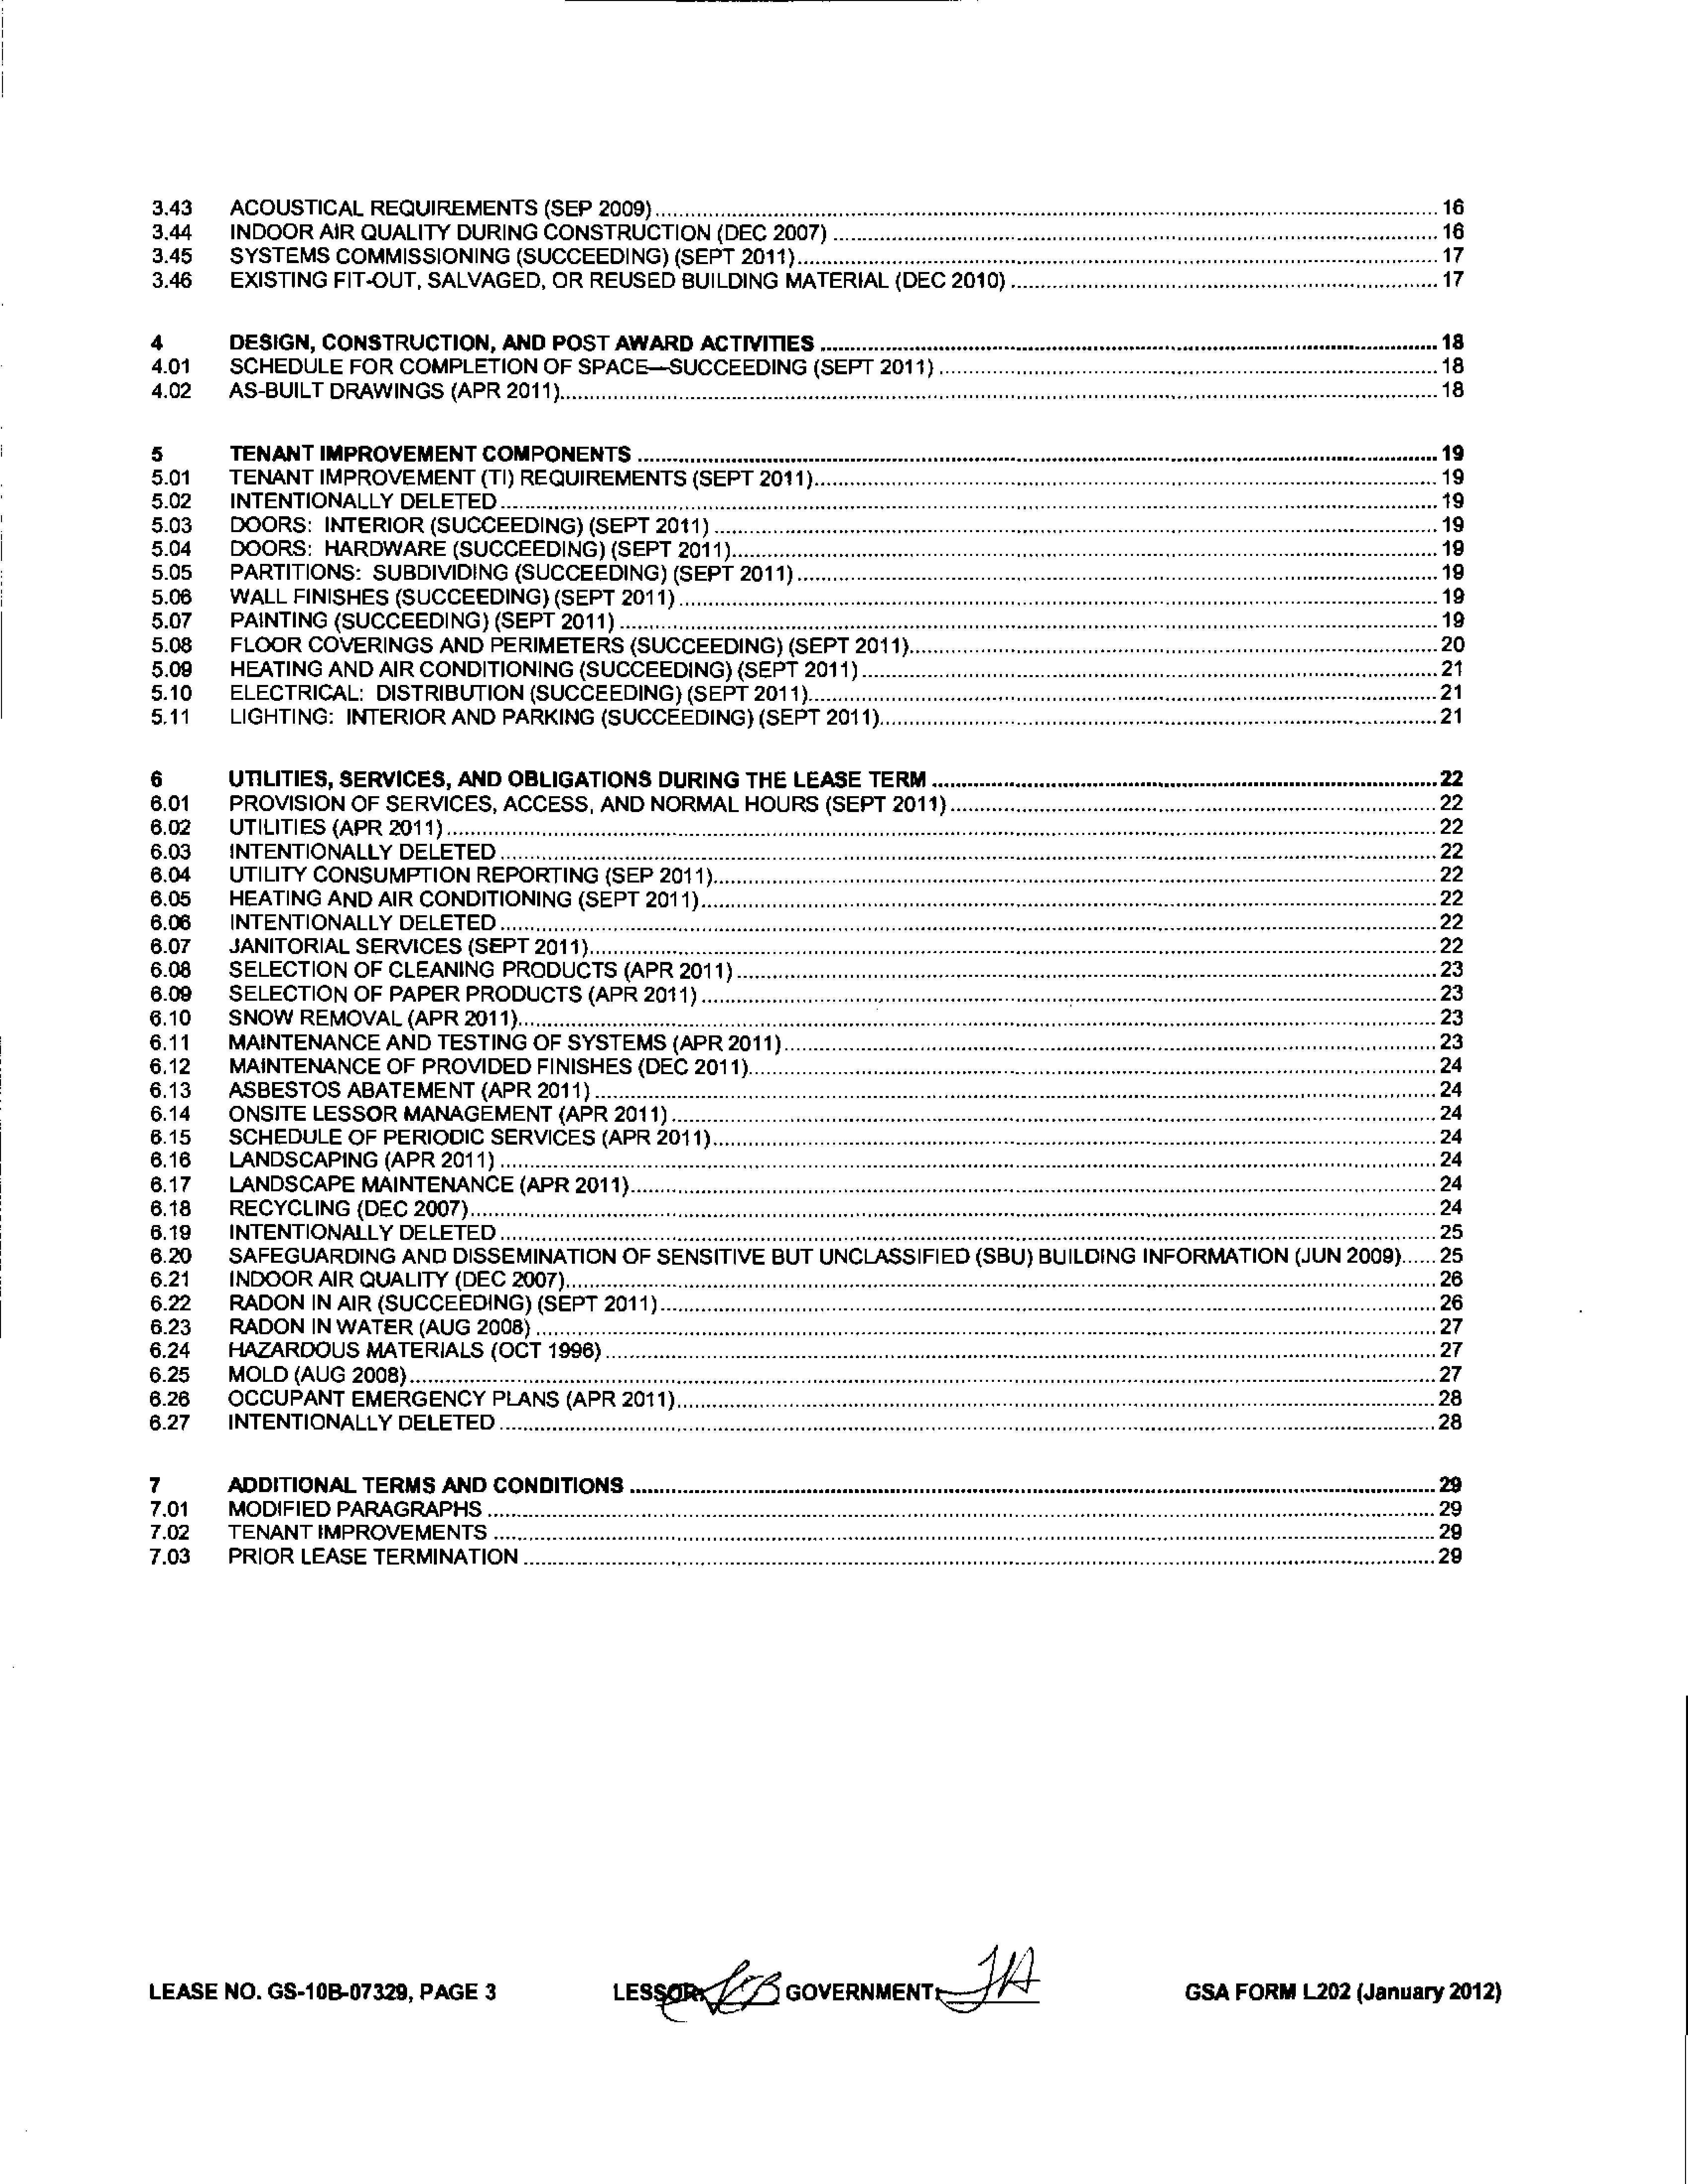 3.43 ACOUSTICAL REQUIREMENTS (SEP 2009) 16
3.44 INDOOR AIR QUALITY DURING CONSTRUCTION (DEC 2007) 16
3.45 SYSTEMS COMMISSIONING (SUCCEEDING) (SEPT 2011) 17
3.46 EXISTING FIT-OUT, SALVAGED, OR REUSED BUILDING MATERIAL (DEC 2010) 17
4 DESIGN, CONSTRUCTION, AND POST AWARD ACTIVITIES 18
4.01 SCHEDULE FOR COMPLETION OF SPACE—SUCCEEDING (SEPT 2011) 18
4.02 AS-BUILT DRAWINGS (APR 2011) 18
5 TENANT IMPROVEMENT COMPONENTS 19
5.01 TENANT IMPROVEMENT (TI) REQUIREMENTS (SEPT 2011) 19
5.02 INTENTIONALLY DELETED 19
5.03 DOORS: INTERIOR (SUCCEEDING) (SEPT 2011) 19
5.04 DOORS: HARDWARE (SUCCEEDING) (SEPT 2011) 19
5.05 PARTITIONS: SUBDIVIDING (SUCCEEDING) (SEPT 2011) 19
5.06 WALL FINISHES (SUCCEEDING) (SEPT 2011) 19
5.07 PAINTING (SUCCEEDING) (SEPT 2011) 19
5.08 FLOOR COVERINGS AND PERIMETERS (SUCCEEDING) (SEPT 2011) 20
5.09 HEATING AND AIR CONDITIONING (SUCCEEDING) (SEPT 2011) 21
5.10 ELECTRICAL: DISTRIBUTION (SUCCEEDING) (SEPT 2011) 21
5.11 LIGHTING: INTERIOR AND PARKING (SUCCEEDING) (SEPT 2011) 21
6 UTILITIES, SERVICES, AND OBLIGATIONS DURING THE LEASE TERM 22
6.01 PROVISION OF SERVICES, ACCESS, AND NORMAL HOURS (SEPT 2011) 22
6.02 UTILITIES (APR 2011) 22
6.03 INTENTIONALLY DELETED 22
6.04 UTILITY CONSUMPTION REPORTING (SEP 2011) 22
6.05 HEATING AND AIR CONDITIONING (SEPT 2011) 22
6.06 INTENTIONALLY DELETED 22
6.07 JANITORIAL SERVICES (SEPT 2011) 22
6.08 SELECTION OF CLEANING PRODUCTS (APR 2011) 23
6.09 SELECTION OF PAPER PRODUCTS (APR 2011) 23
6.10 SNOW REMOVAL (APR 2011) 23
6.11 MAINTENANCE AND TESTING OF SYSTEMS (APR 2011) 23
6.12 MAINTENANCE OF PROVIDED FINISHES (DEC 2011) 24
6.13 ASBESTOS ABATEMENT (APR 2011) 24
6.14 ONSITE LESSOR MANAGEMENT (APR 2011) 24
6.15 SCHEDULE OF PERIODIC SERVICES (APR 2011) 24
6.16 LANDSCAPING (APR 2011) 24
6.17 LANDSCAPE MAINTENANCE (APR 2011) 24
6.18 RECYCLING (DEC 2007) 24
6.19 INTENTIONALLY DELETED 25
6.20 SAFEGUARDING AND DISSEMINATION OF SENSITIVE BUT UNCLASSIFIED (SBU) BUILDING INFORMATION (JUN 2009) 25
6.21 INDOOR AIR QUALITY (DEC 2007) 26
6.22 RADON IN AIR (SUCCEEDING) (SEPT 2011) 26
6.23 RADON IN WATER (AUG 2008) 27
6.24 HAZARDOUS MATERIALS (OCT 1996) 27
6.25 MOLD (AUG 2008) 27
6.26 OCCUPANT EMERGENCY PLANS (APR 2011) 28
6.27 INTENTIONALLY DELETED 28
7 ADDITIONAL TERMS AND CONDITIONS 29
7.01 MODIFIED PARAGRAPHS 29
7.02 TENANT IMPROVEMENTS 29
7.03 PRIOR LEASE TERMINATION 29
LEASE NO. GS-10B-07329, PAGE 3 LESSOR: GOVERNMENT: GSA FORM L202 (January 2012)